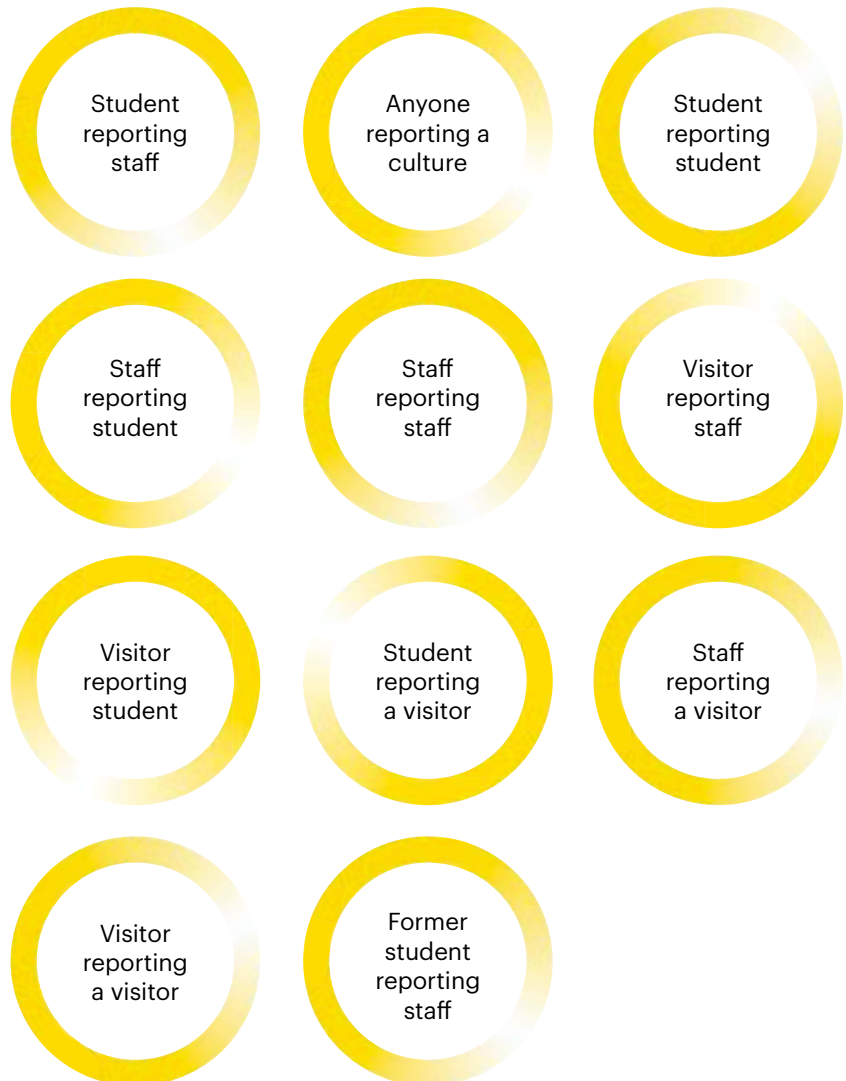 Student
reporting
staff
Anyone
reporting a
culture
Student
reporting
student
Staff
reporting
student
Staff
reporting
staff
Visitor
reporting
staff
Visitor
reporting
student
Student
reporting
a visitor
Staff
reporting
a visitor
Visitor
reporting
a visitor
Former
student
reporting
staff